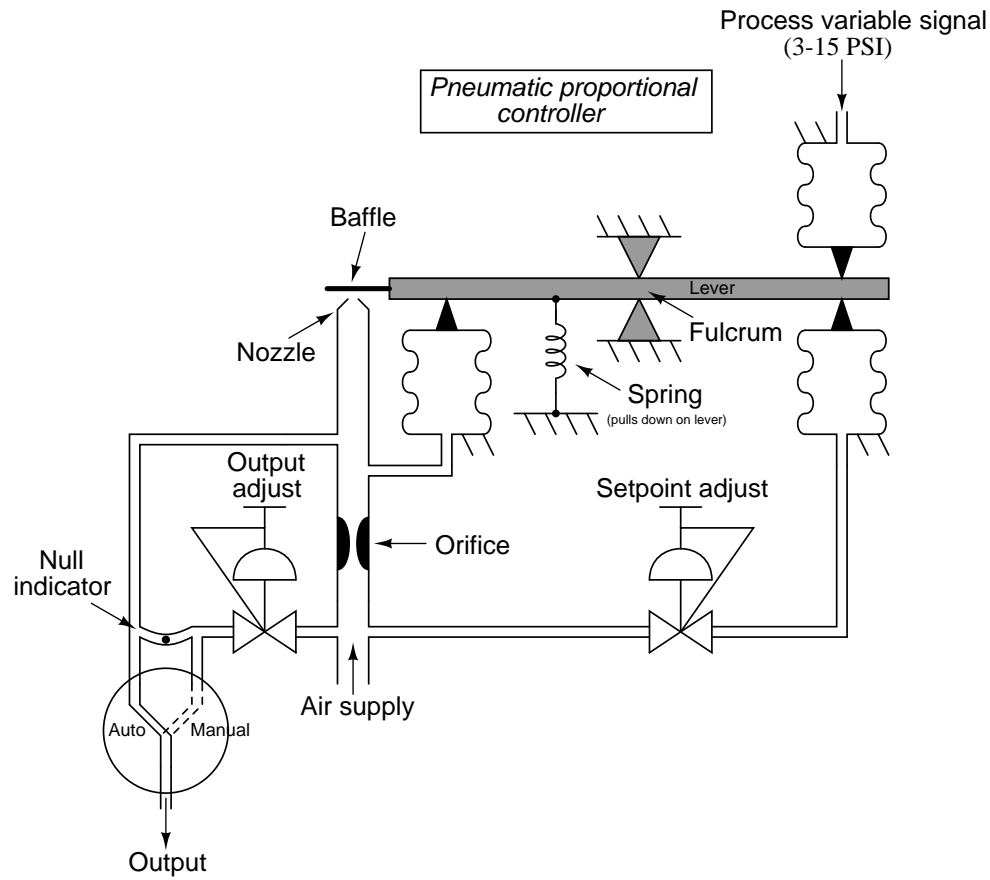 Process variable signal
(3-15 PSI)
Pneumatic proportional
controller
Baffle
Lever
Nozzle
Fulcrum
Spring
(pulls down on lever)
Output
adjust
Setpoint adjust
Orifice
Null
indicator
Air supply
Auto
Manual
Output